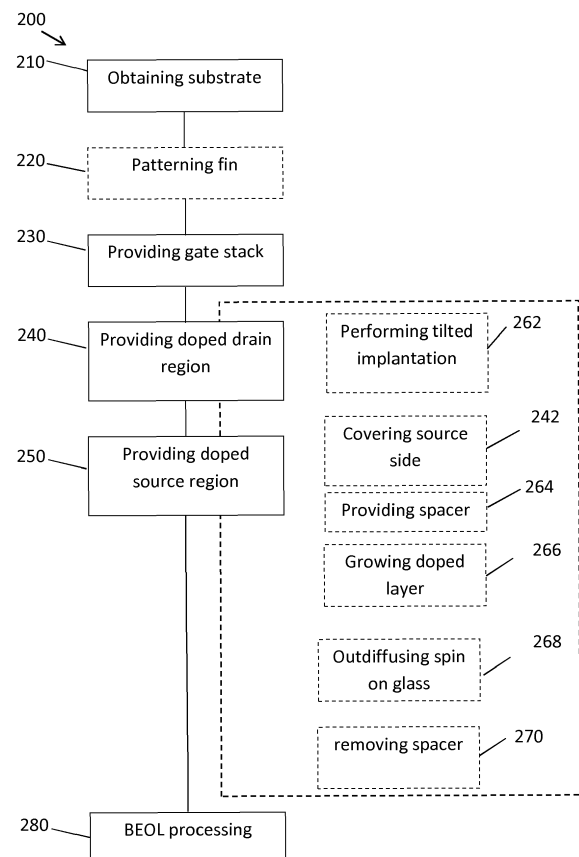 200
210
Obtaining substrate
220
Patterning fin
230
Providing gate stack
240
Providing doped drain
region
250
Providing doped
source region
Performing tilted
implantation
262
Covering source
side
242
Providing spacer
264
Growing doped
layer
266
Outdiffusing spin
on glass
268
removing spacer
270
280
BEOL processing